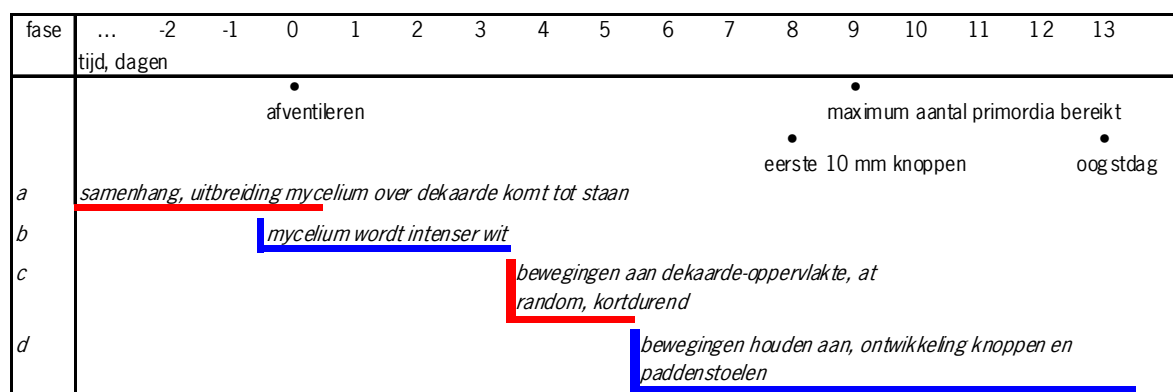 fase ... -2 -1 0 1 2 3 4 5 6 7 8 9 10 11 12 13
tijd, dagen
afventileren
maximum aantal primordia bereikt
eerste 10 mm knoppen
oogstdag
a samenhang, uitbreiding mycelium over dekaarde komt tot staan
b mycelium wordt intenser wit
c bewegingen aan dekaarde-oppervlakte, at
random, kortdurend
d bewegingen houden aan, ontwikkeling knoppen en
paddenstoelen